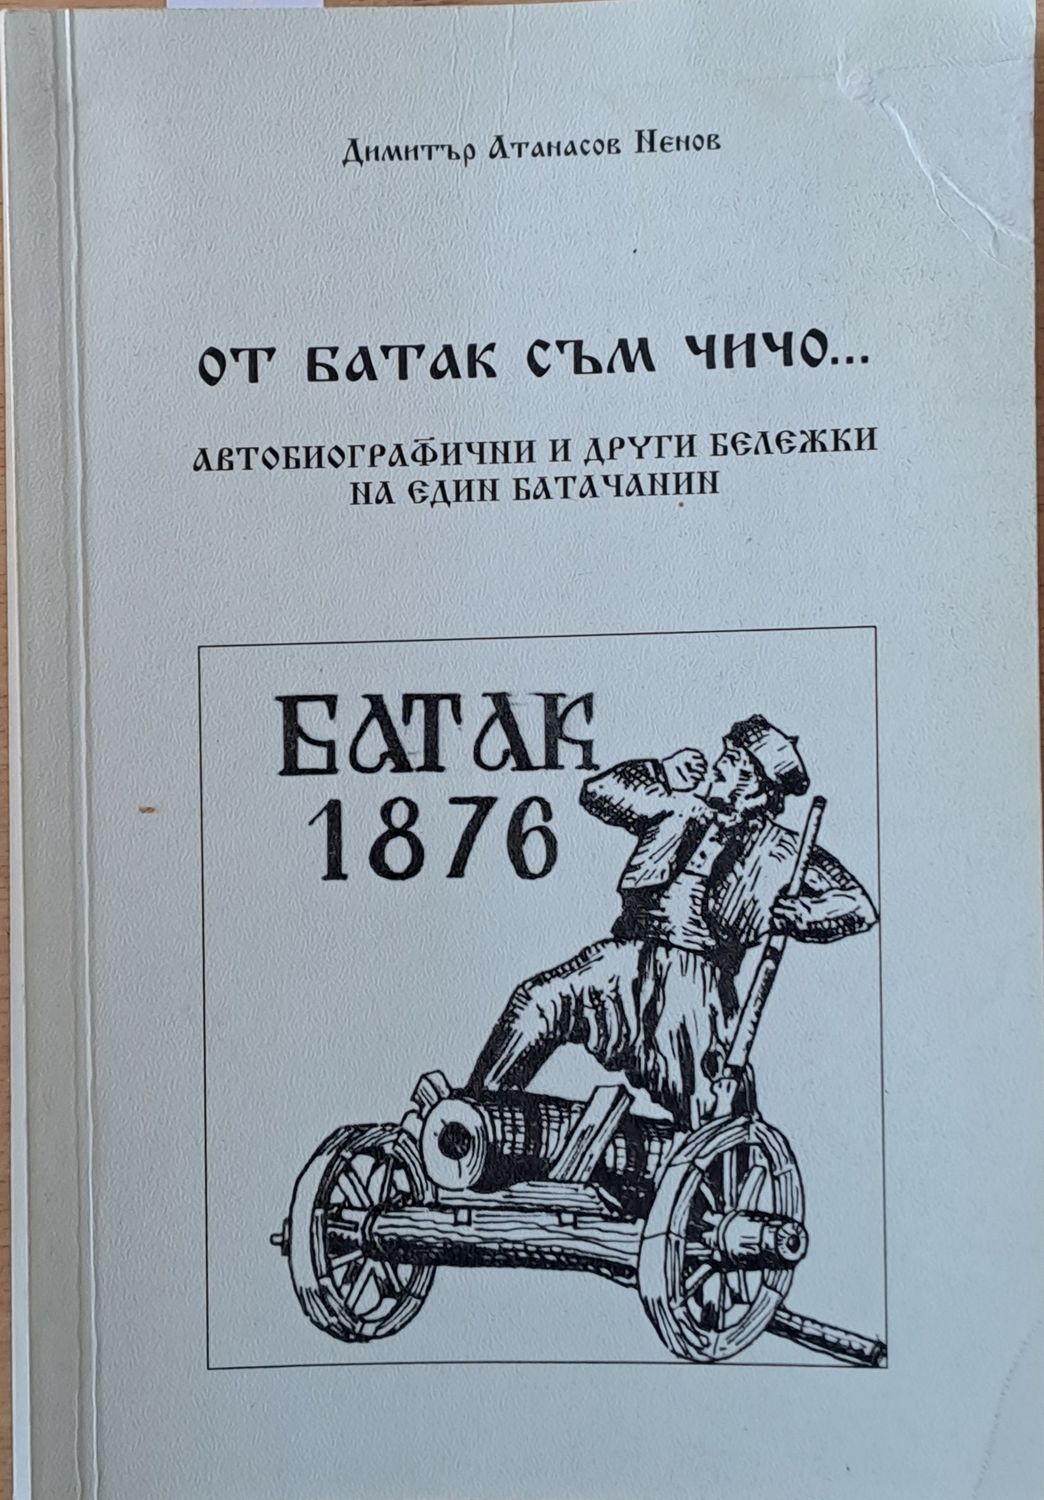 Димитър Атанасов Ненов
ОТ БАТАК СЪМ ЧИЧО...
АВТОБИОГРАФИЧНИ И ДРУГИ БЕЛЕЖКИ
НА ЕДИН БАТАЧАНИН
БАТАК
1876